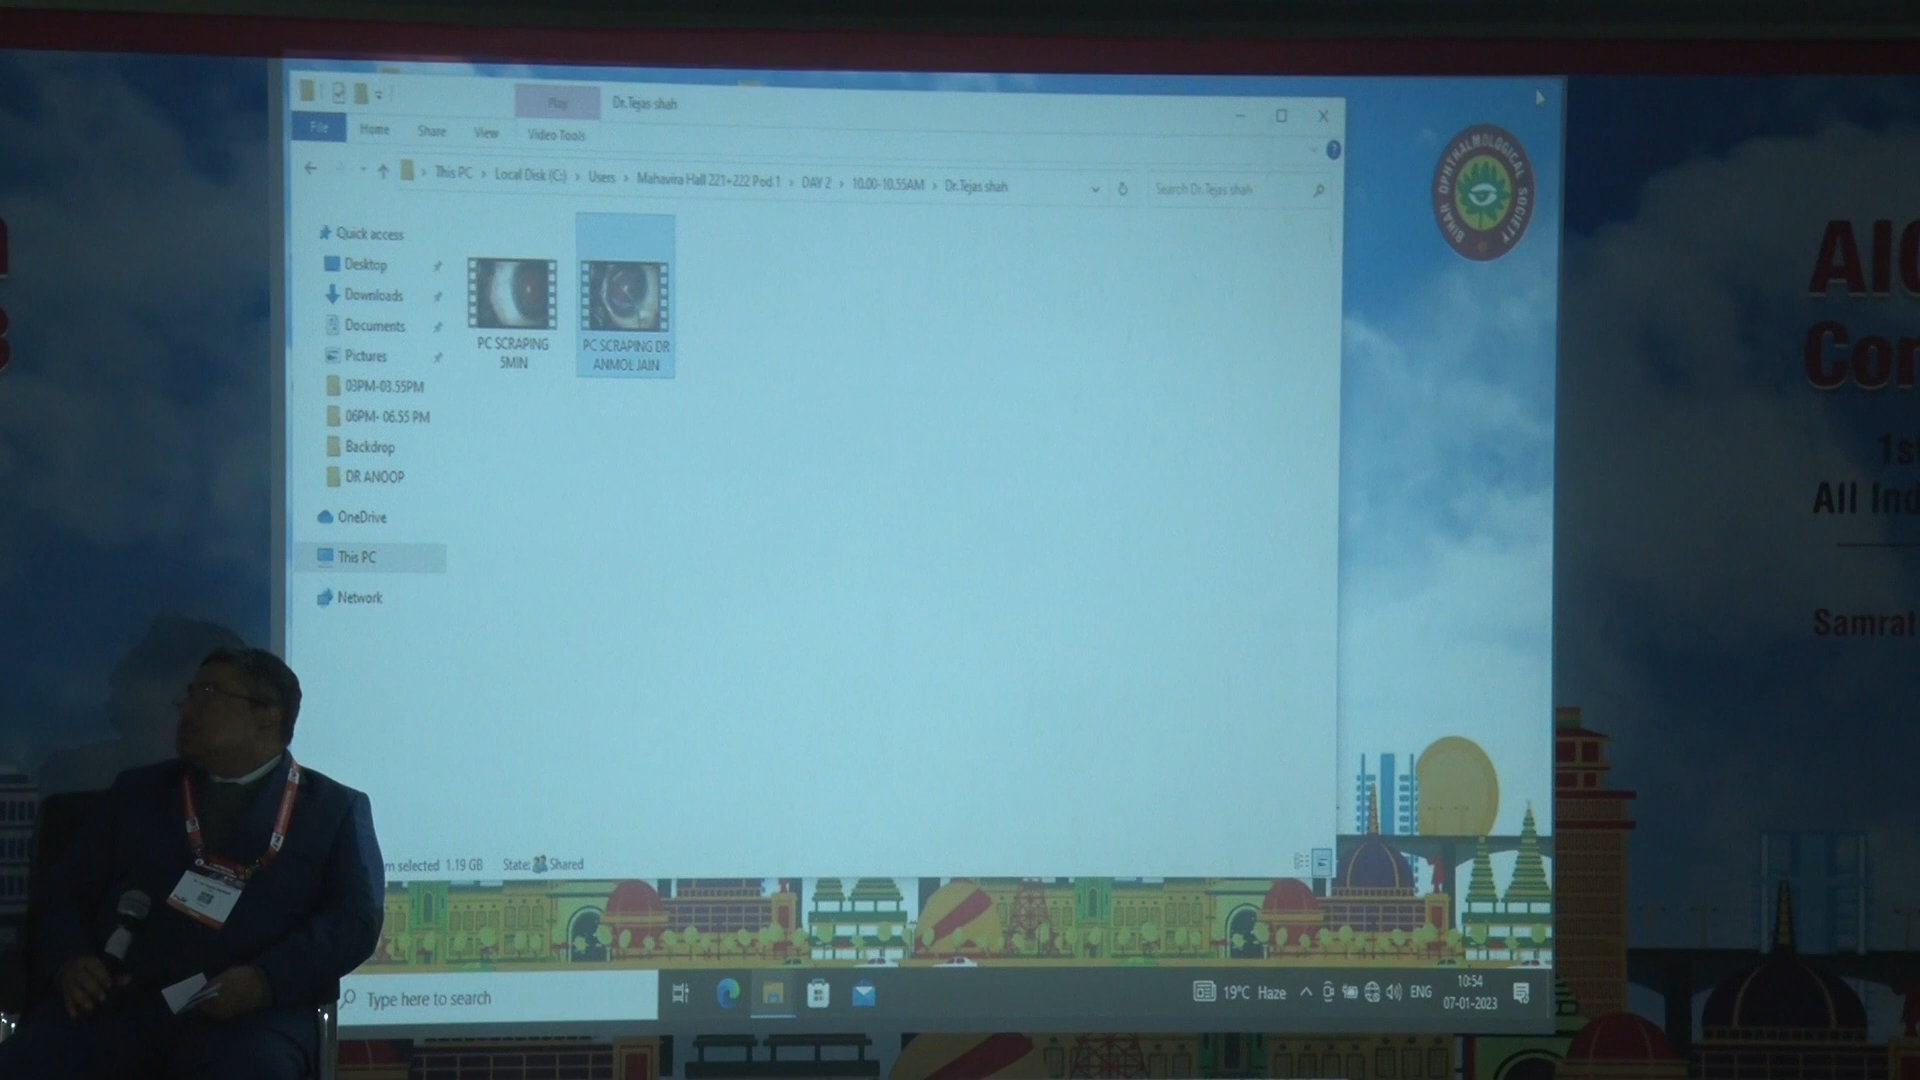 Play
Dr.Tejas shah
File
Home
Share
View
Video Tools
This PC > Local Disk (C:) > Users > Mahavira Hall 221+222 Pod 1 > DAY 2 > 10.00-10.55AM > Dr.Tejas shah
Search Dr.Tejas shah
BIHAR OPHTHALMOLOGICAL SOCIETY
Quick access
Desktop
Downloads
Documents
Pictures
03PM-03.55PM
06PM- 06.55 PM
Backdrop
DR ANOOP
OneDrive
This PC
Network
PC SCRAPING
5MIN
PC SCRAPING DR
ANMOL JAIN
All Ind
Samrat
m selected 1.19 GB
State: Shared
Type here to search
19°C Haze
ENG
10:54
07-01-2023